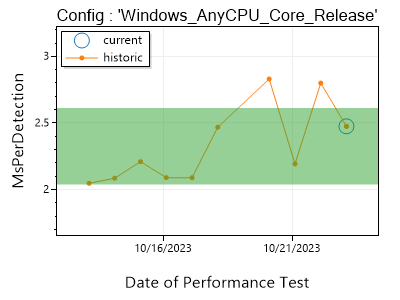 Config : 'Windows_AnyCPU_Core_Release'
current
historic
3
2.5
2
MsPerDetection
10/16/2023
10/21/2023
Date of Performance Test